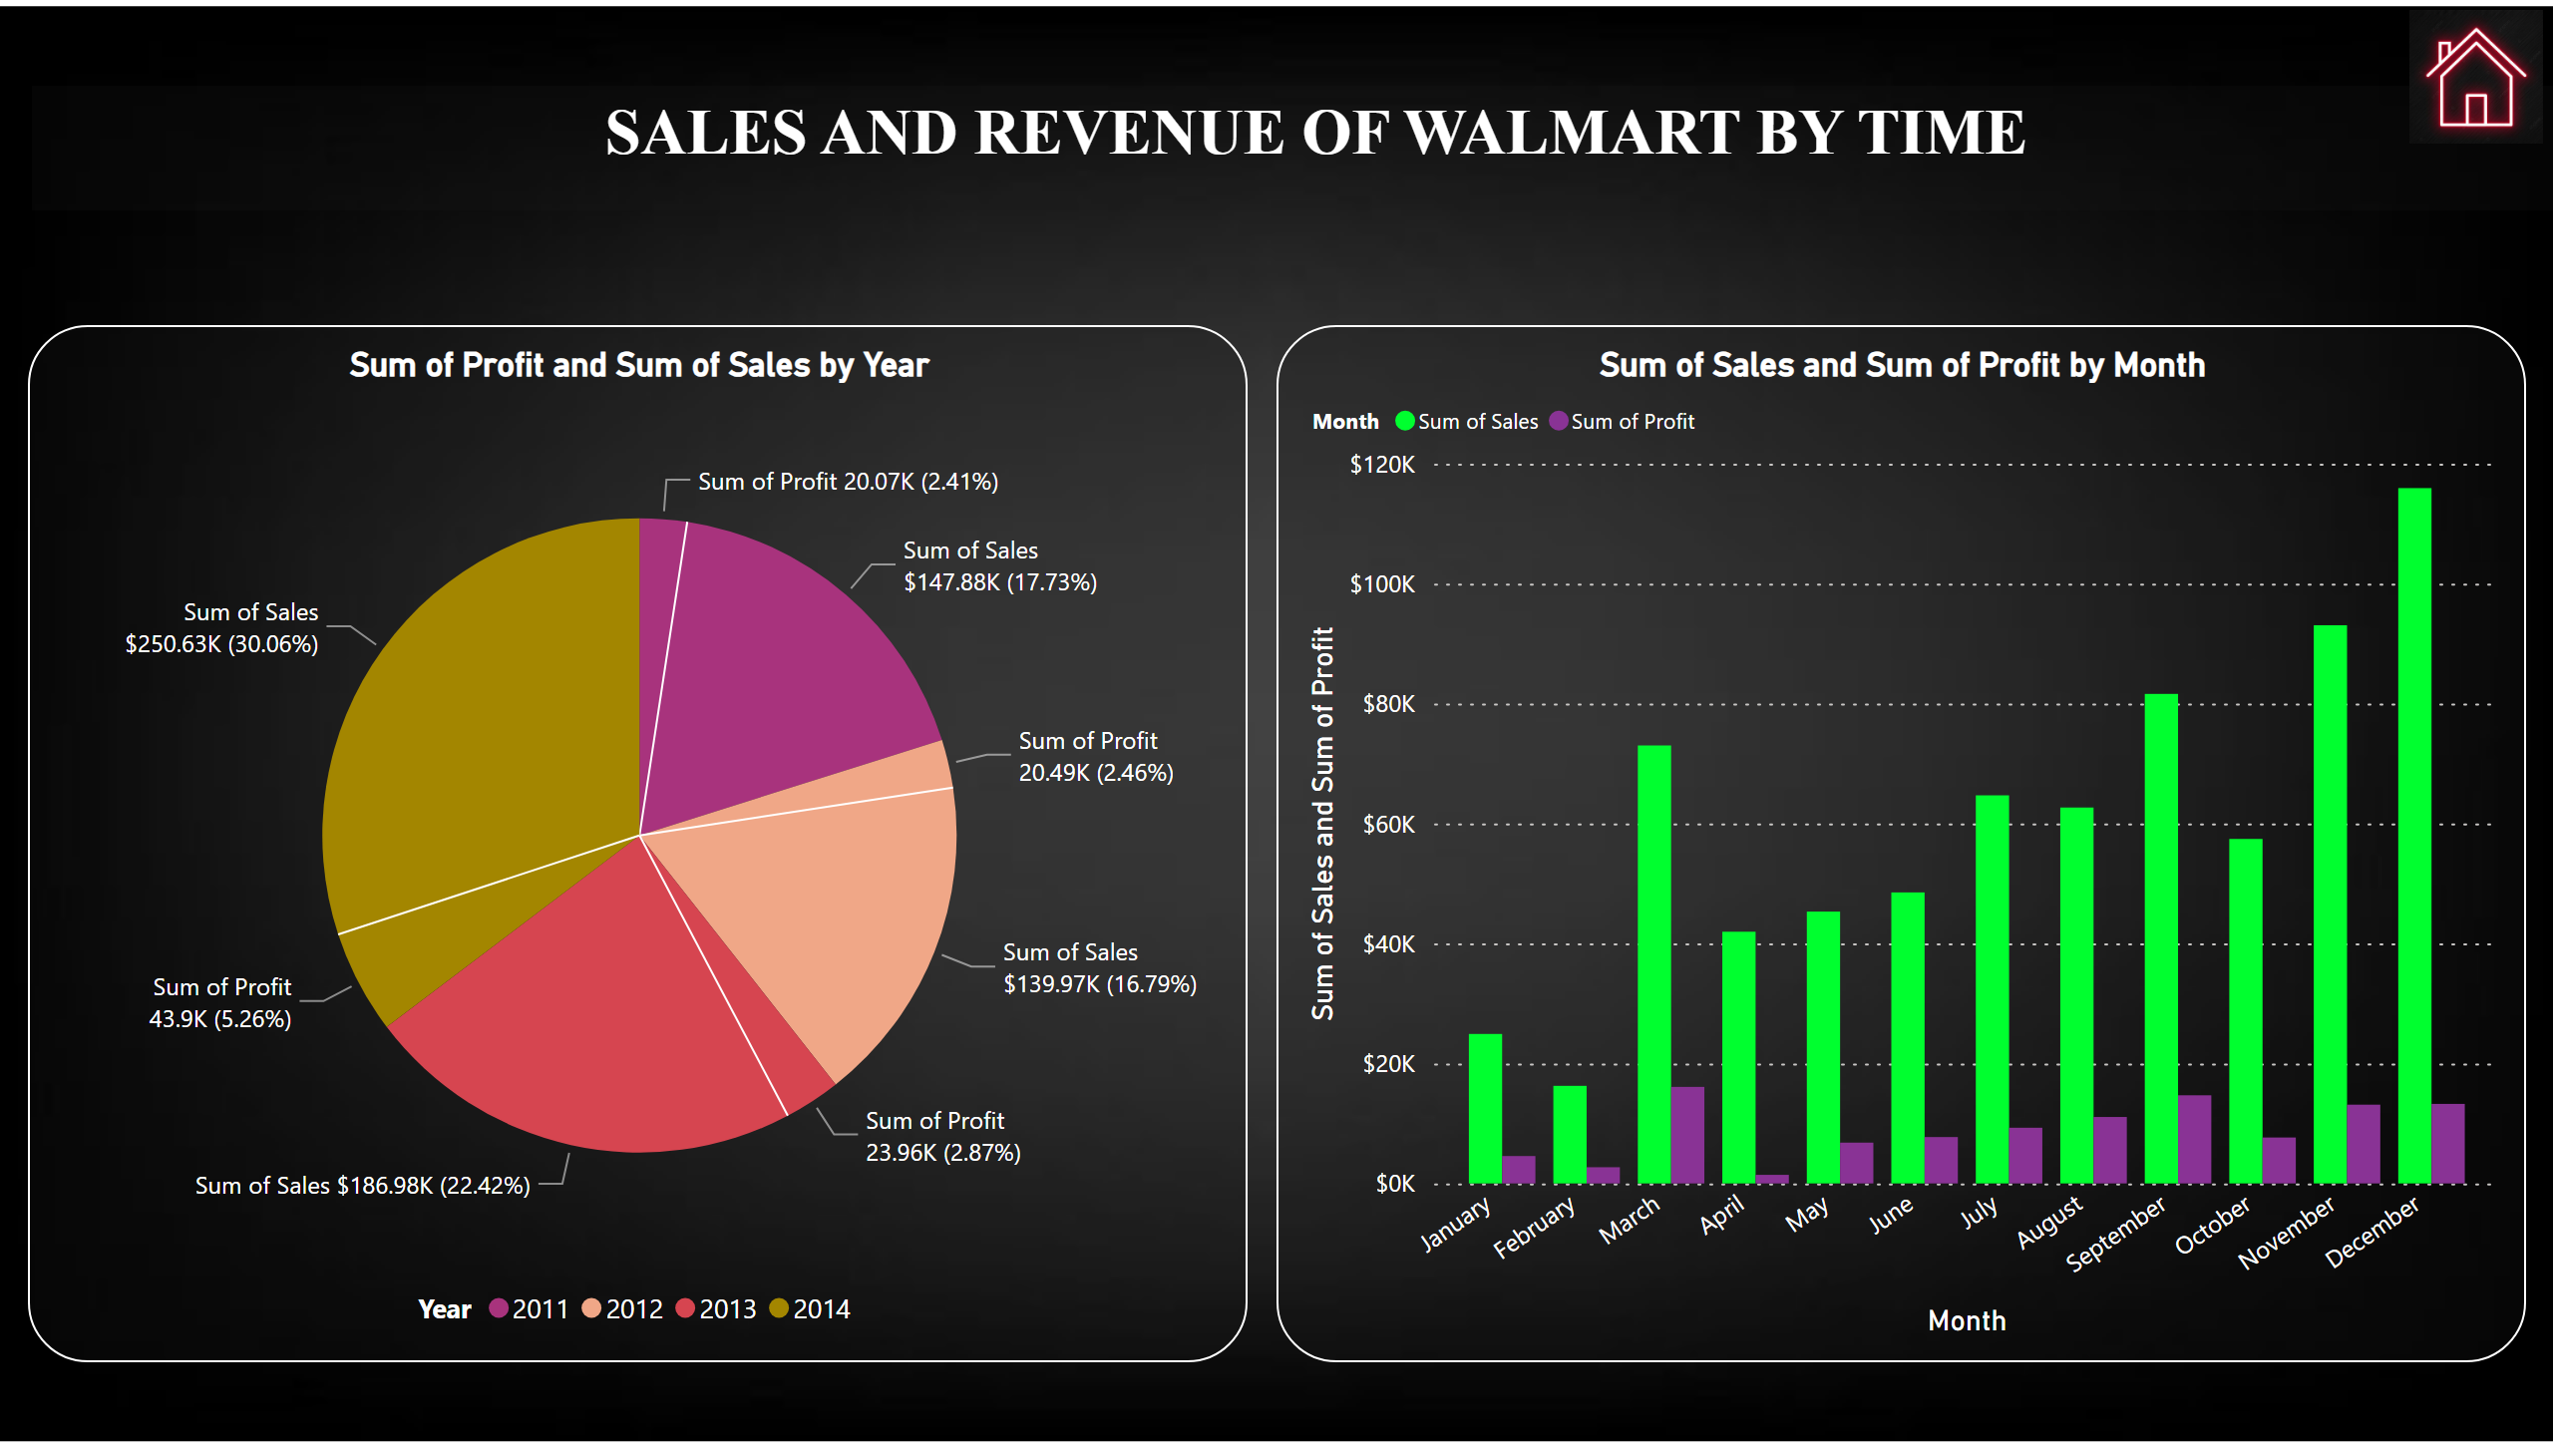 SALES AND REVENUE OF WALMART BY TIME
Sum of Profit and Sum of Sales by Year
Sum of Profit 20.07K (2.41%)
Sum of Sales
$147.88K (17.73%)
Sum of Profit
20.49K (2.46%)
Sum of Sales
$139.97K (16.79%)
Sum of Profit
23.96K (2.87%)
Sum of Sales $186.98K (22.42%)
Sum of Profit
43.9K (5.26%)
Sum of Sales
$250.63K (30.06%)
Year 2011 2012 2013 2014
Sum of Sales and Sum of Profit by Month
Month Sum of Sales Sum of Profit
Sum of Sales and Sum of Profit
$120K
$100K
$80K
$60K
$40K
$20K
$0K
January
February
March
April
May
June
July
August
September
October
November
December
Month